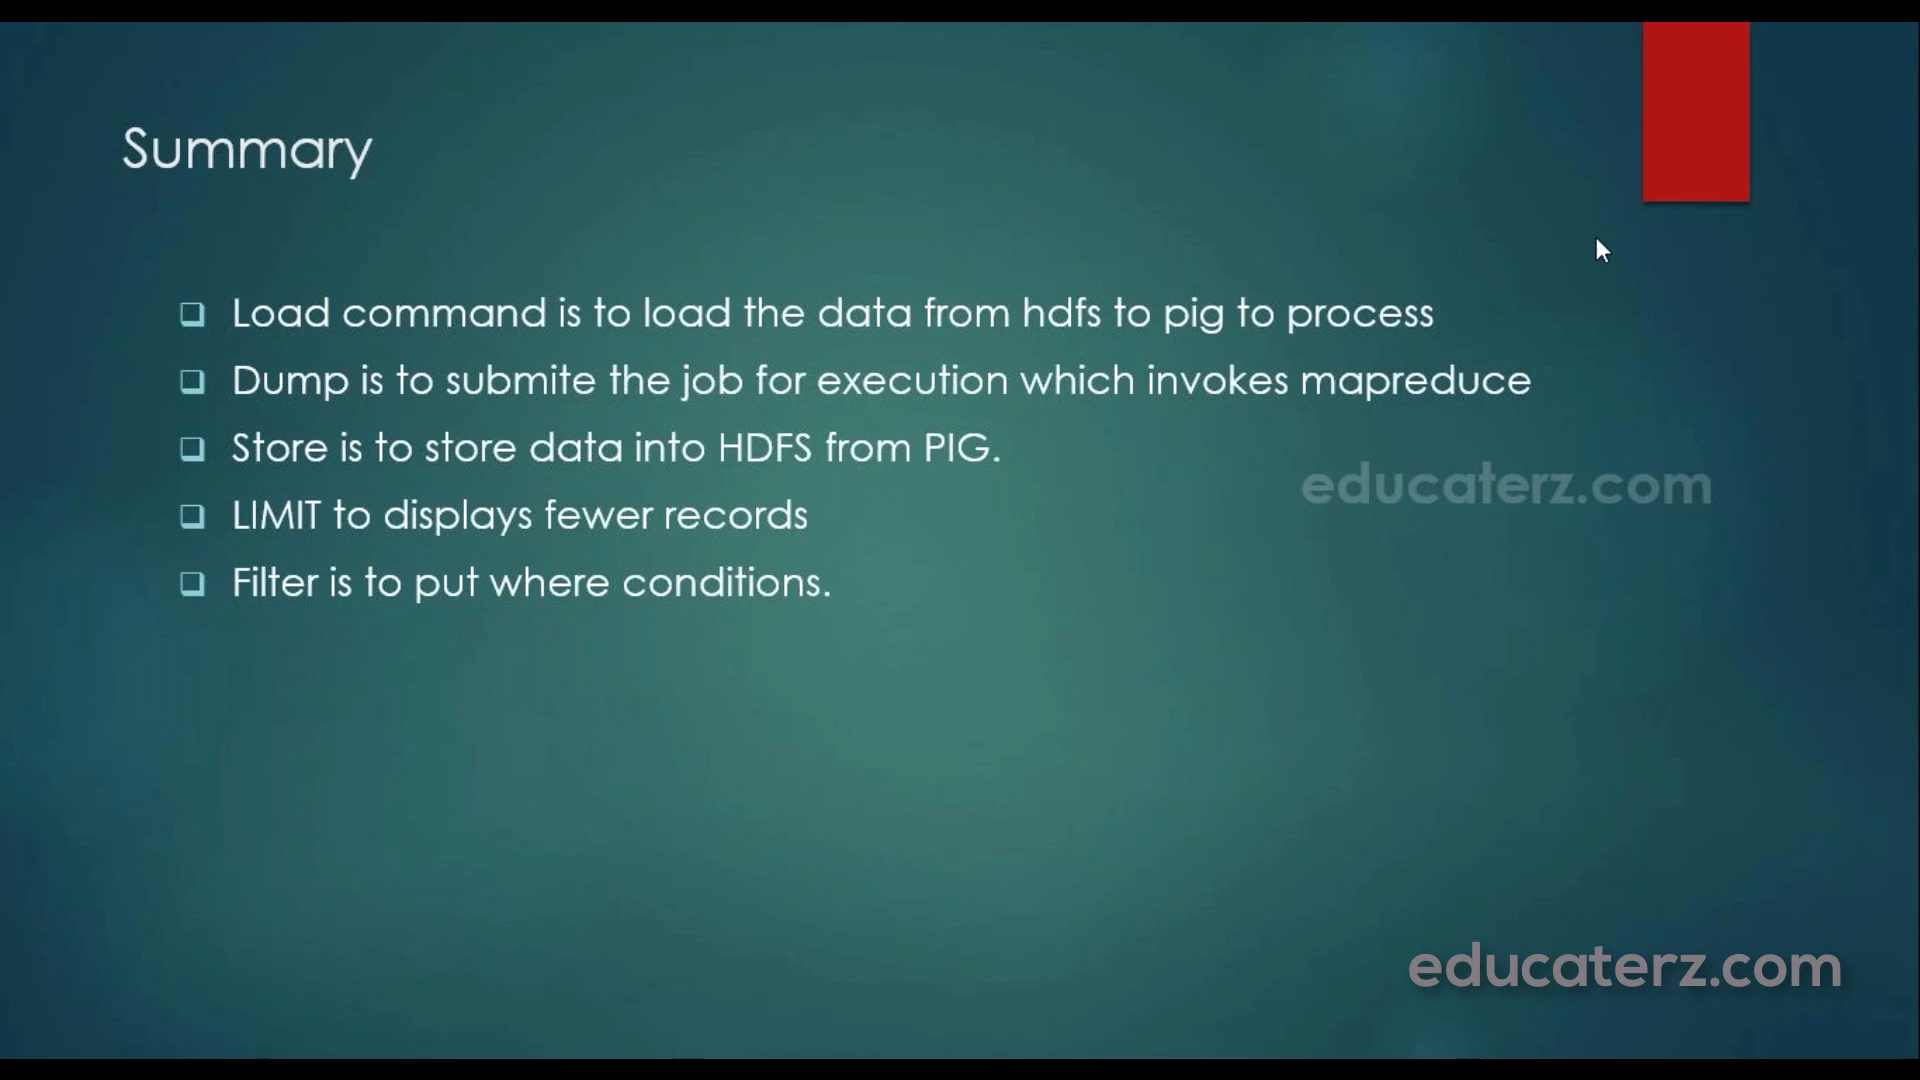 Summary
Load command is to load the data from hdfs to pig to process
Dump is to submite the job for execution which invokes mapreduce
Store is to store data into HDFS from PIG.
educaterz.com
LIMIT to displays fewer records
Filter is to put where conditions.
educaterz.com